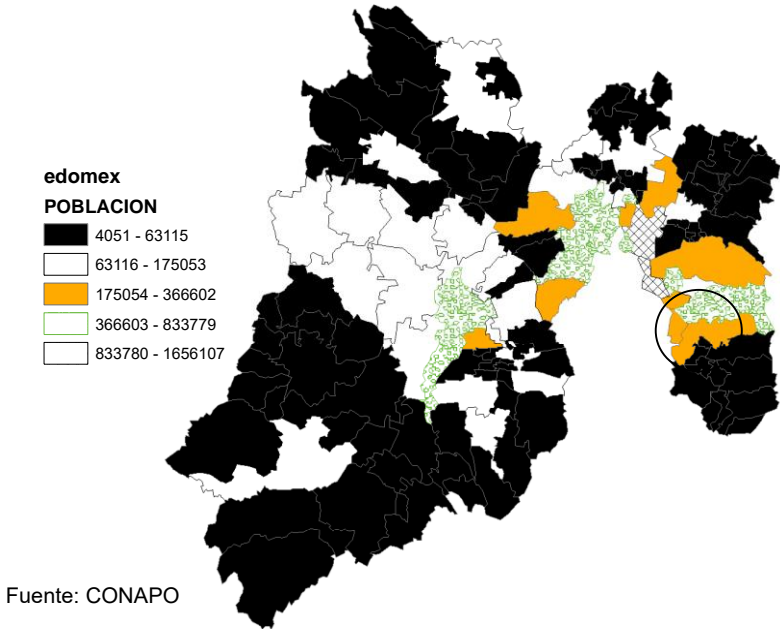 edomex
POBLACION
4051 - 63115
63116 - 175053
175054 - 366602
366603 - 833779
833780 - 1656107
Fuente: CONAPO